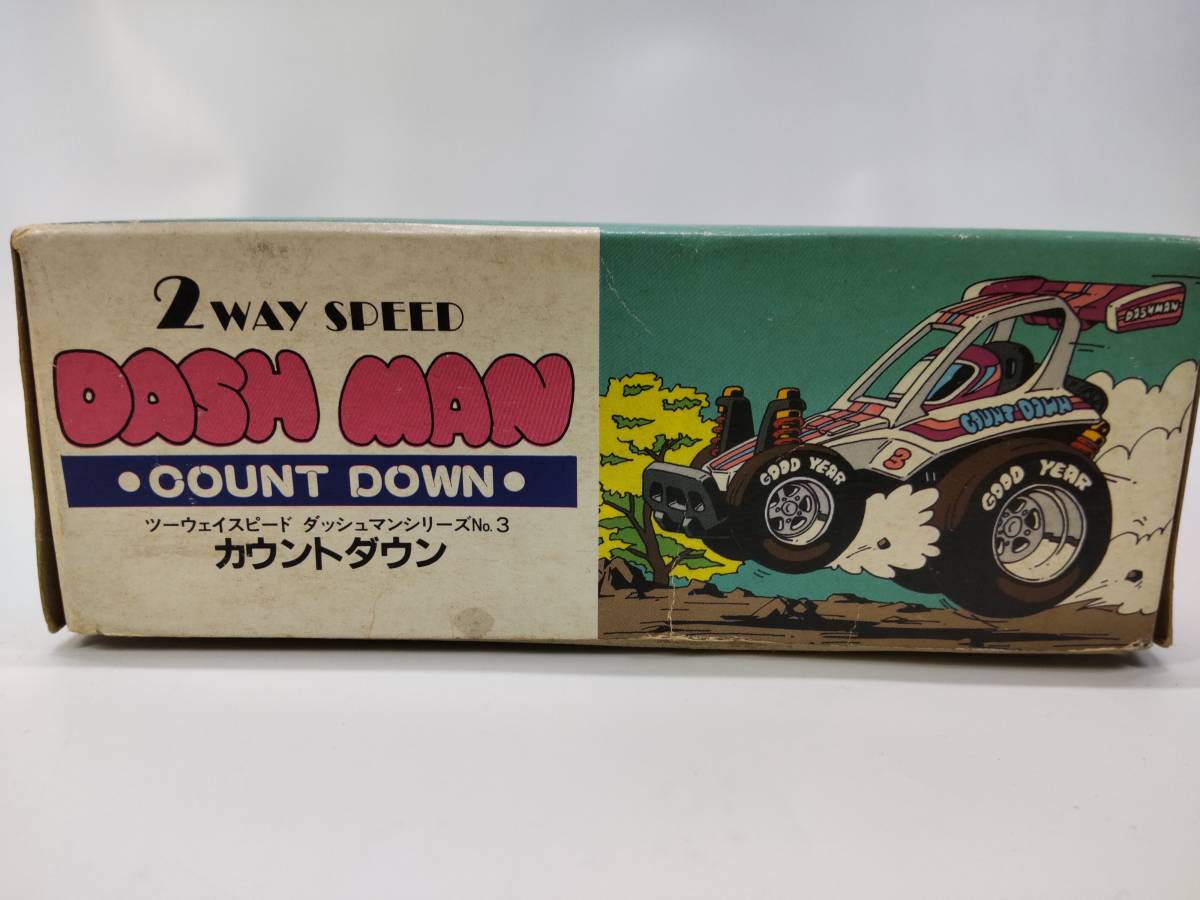 2 WAY SPEED
DASH MAN
•COUNT DOWN•
ツーウェイスピード ダッシュマンシリーズNo.3
カウントダウン
DASHMAN
COUNT DOWN
3
GOOD YEAR
GOOD YEAR